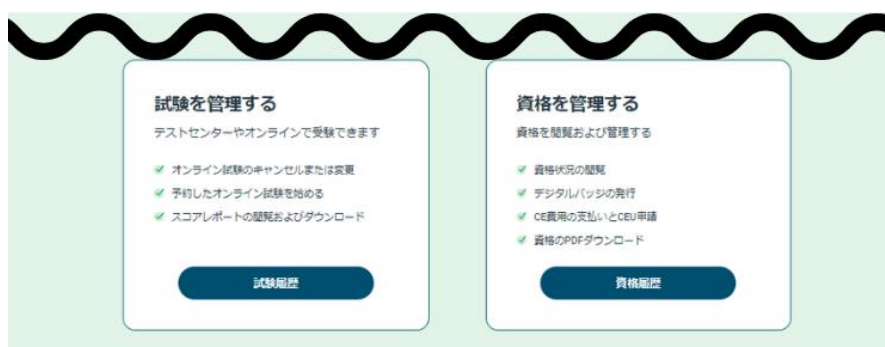 試験を管理する
テストセンターやオンラインで受験できます
オンライン試験のキャンセルまたは変更
予約したオンライン試験を始める
スコアレポートの閲覧およびダウンロード
試験履歴
資格を管理する
資格を閲覧および管理する
資格状況の閲覧
デジタルバッジの発行
CE費用の支払いとCEU申請
資格のPDFダウンロード
資格履歴